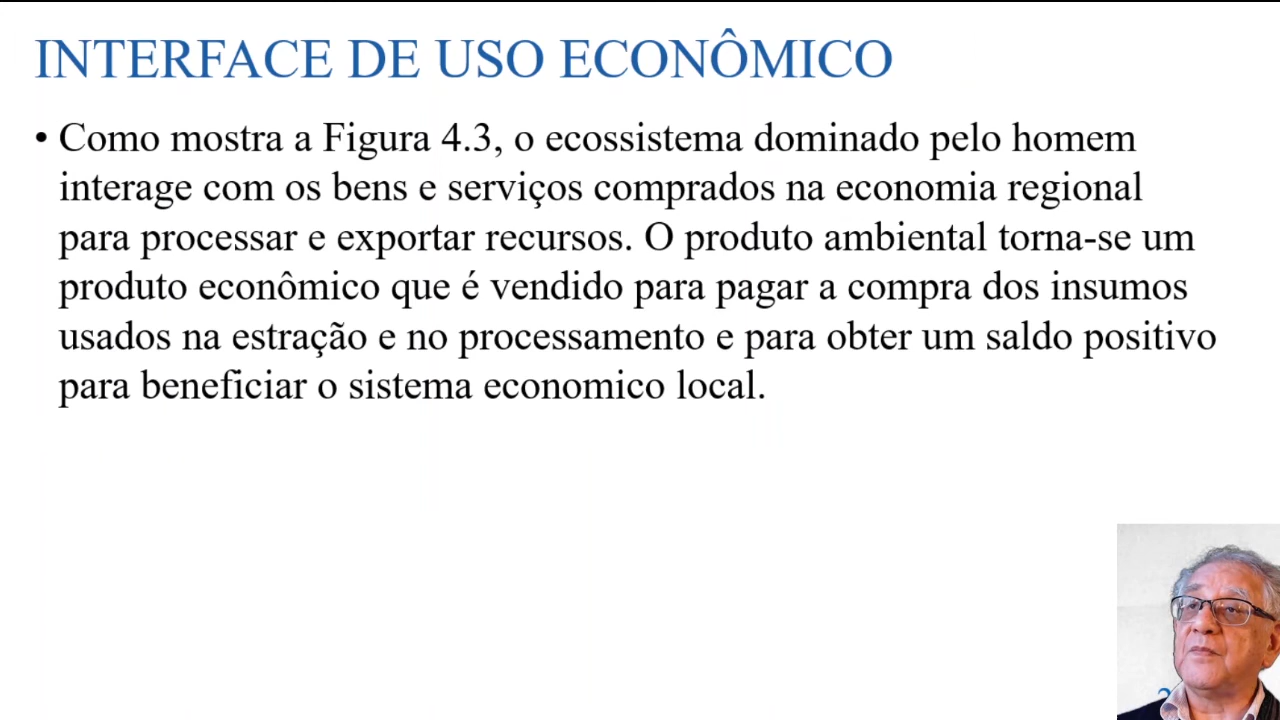 INTERFACE DE USO ECONÔMICO
• Como mostra a Figura 4.3, o ecossistema dominado pelo homem
interage com os bens e serviços comprados na economia regional
para processar e exportar recursos. O produto ambiental torna-se um
produto econômico que é vendido para pagar a compra dos insumos
usados na estração e no processamento e para obter um saldo positivo
para beneficiar o sistema economico local.